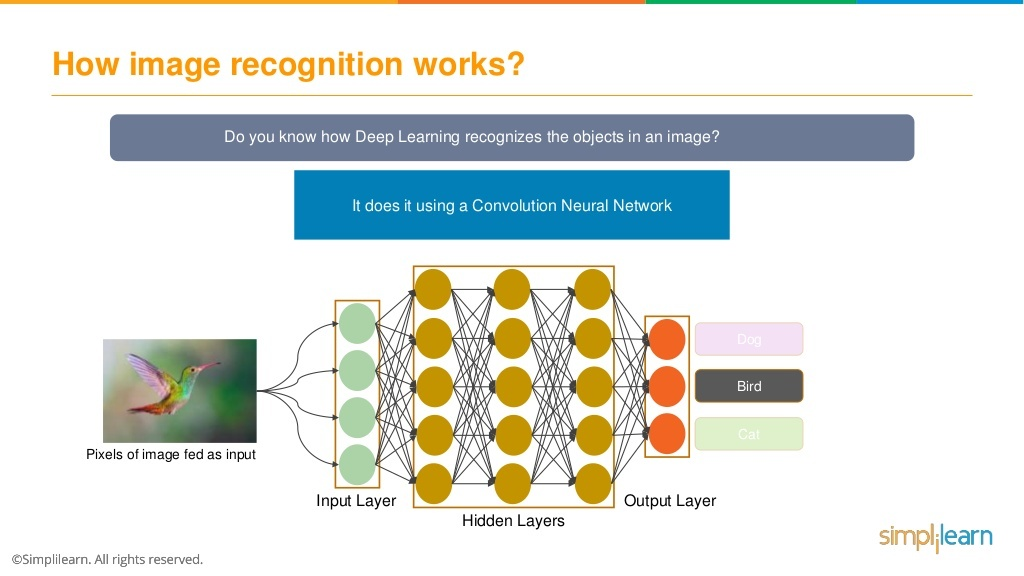 How image recognition works?
Do you know how Deep Learning recognizes the objects in an image?
It does it using a Convolution Neural Network
Dog
Bird
Cat
Pixels of image fed as input
Input Layer
Output Layer
Hidden Layers
simplilearn
©Simplilearn. All rights reserved.